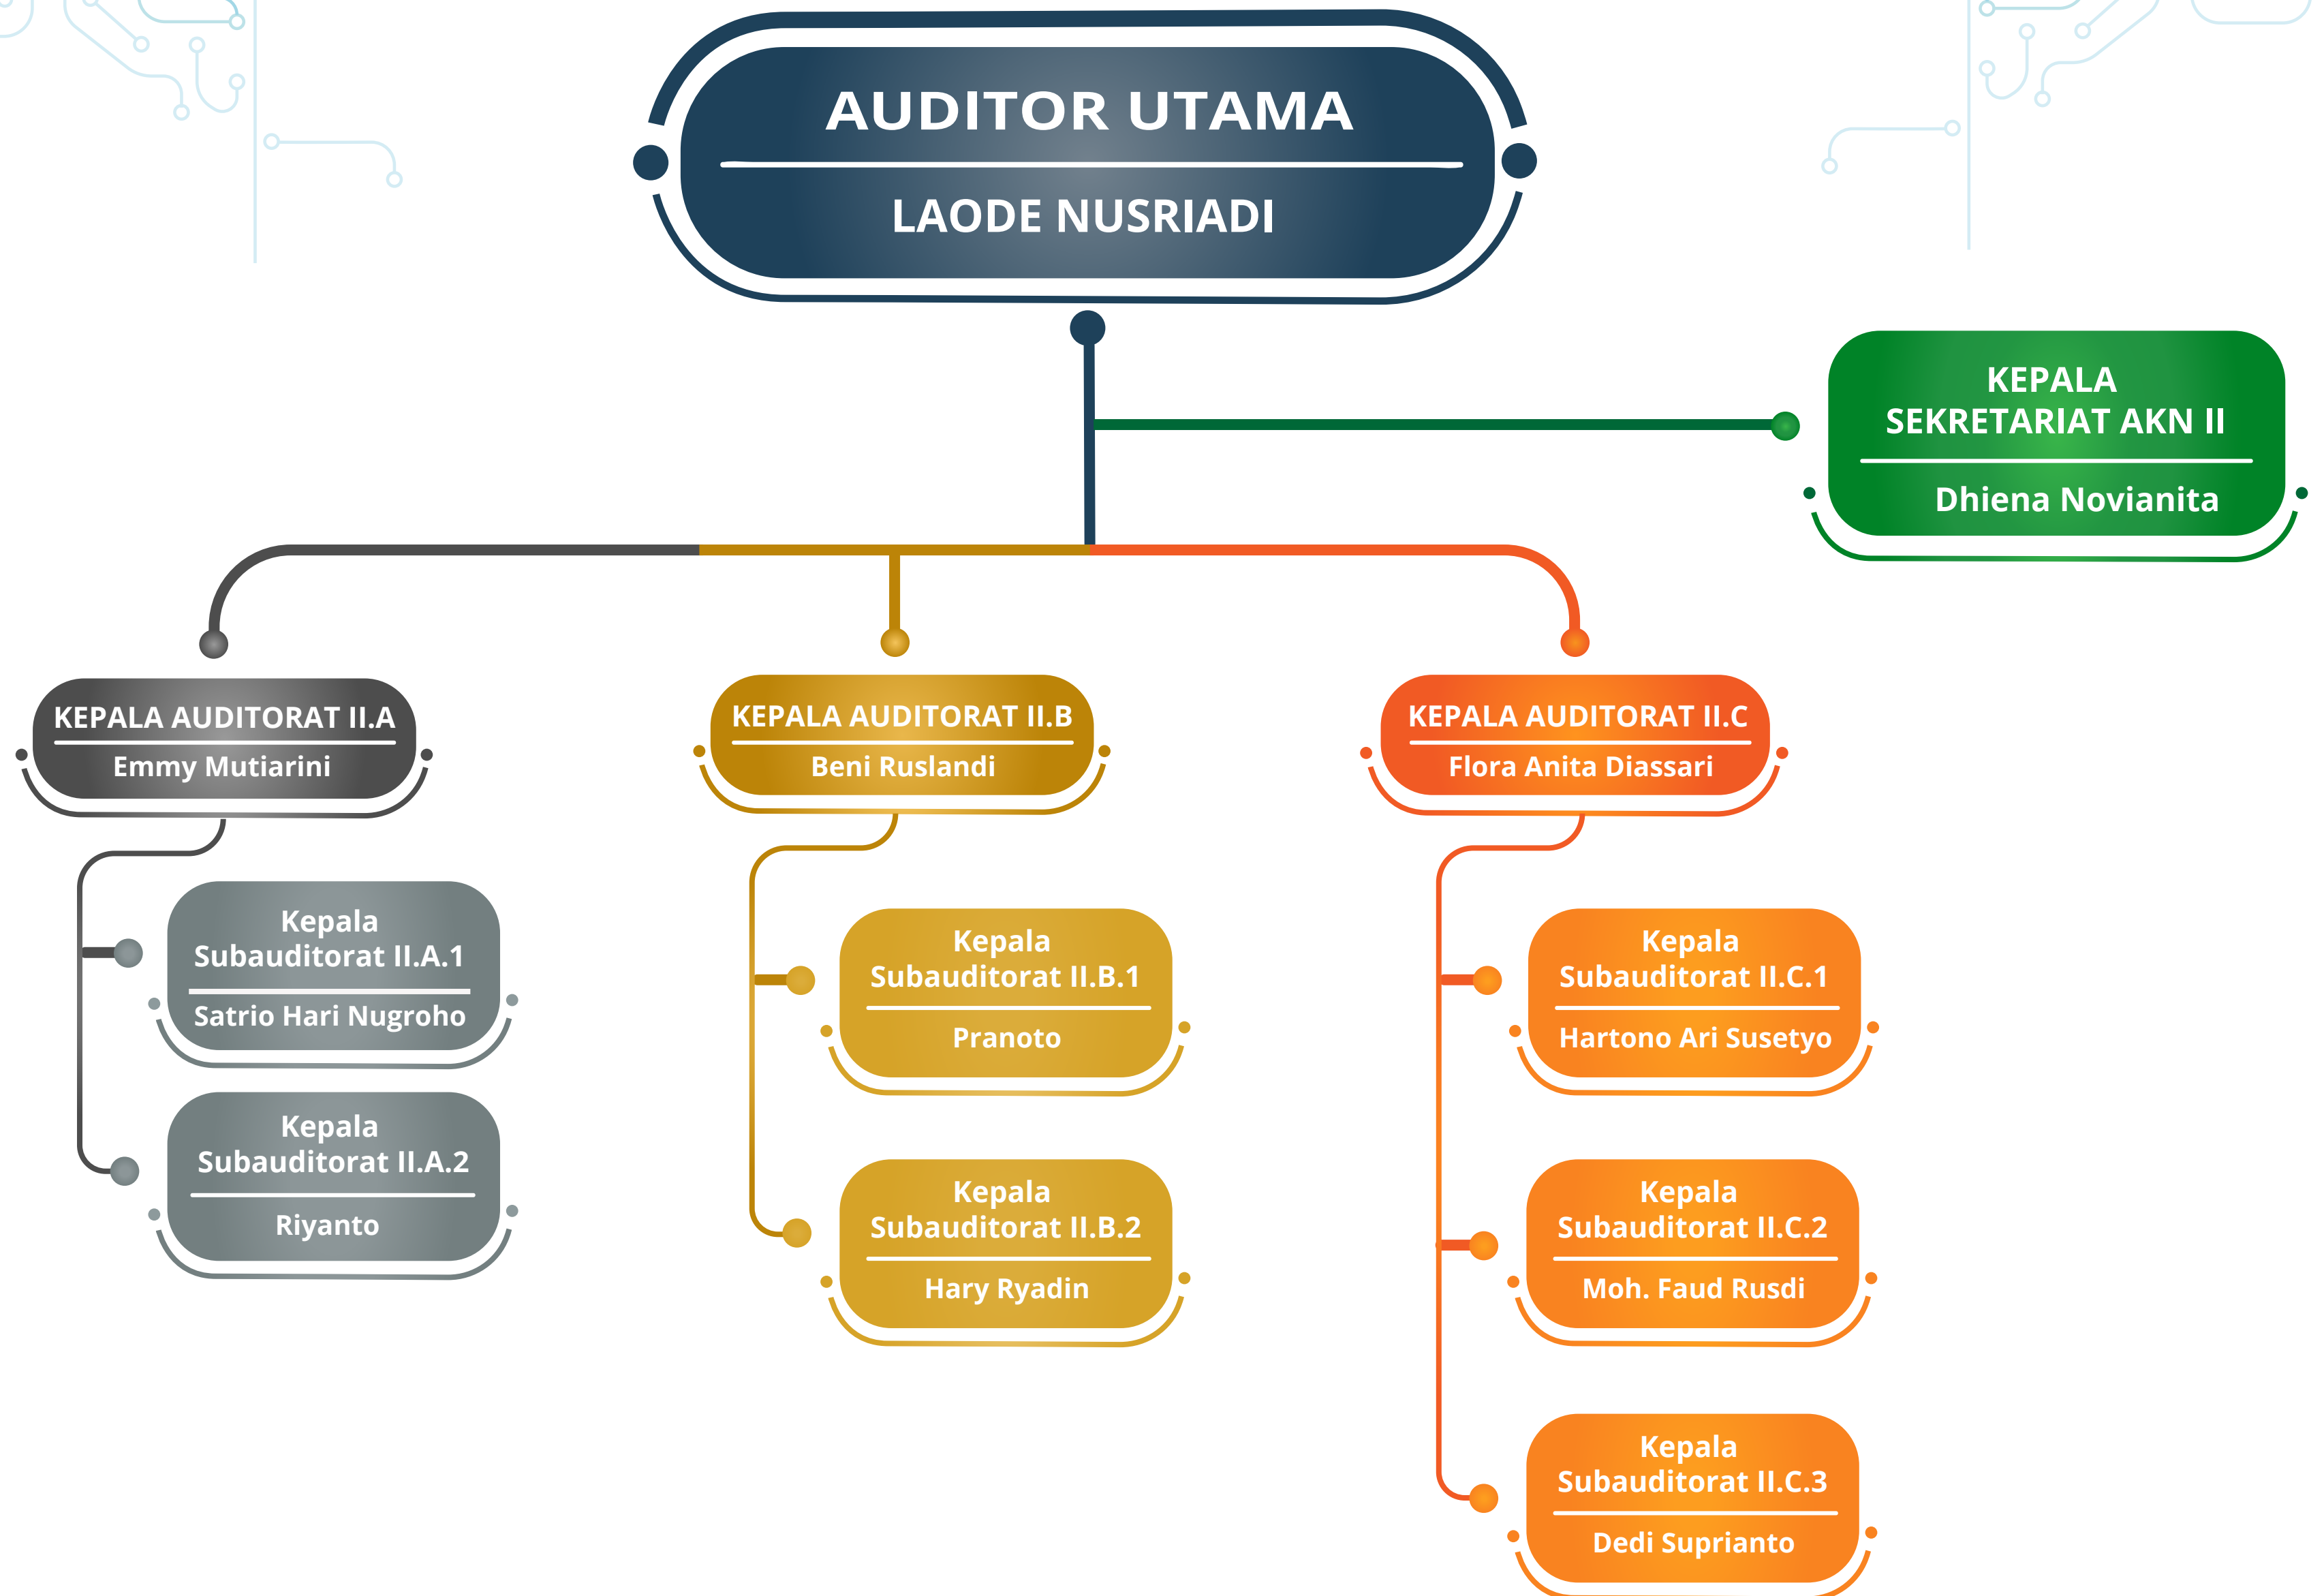 AUDITOR UTAMA
LAODE NUSRIADI
KEPALA
SEKRETARIAT AKN II
Dhiena Novianita
KEPALA AUDITORAT II.A
Emmy Mutiarini
KEPALA AUDITORAT II.B
Beni Ruslandi
KEPALA AUDITORAT II.C
Flora Anita Diassari
Kepala
Subauditorat II.A.1
Satrio Hari Nugroho
Kepala
Subauditorat II.A.2
Riyanto
Kepala
Subauditorat II.B.1
Pranoto
Kepala
Subauditorat II.B.2
Hary Ryadin
Kepala
Subauditorat II.C.1
Hartono Ari Susetyo
Kepala
Subauditorat II.C.2
Moh. Faud Rusdi
Kepala
Subauditorat II.C.3
Dedi Suprianto